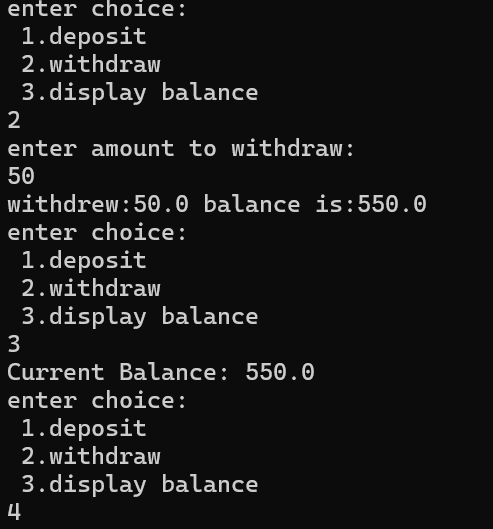 enter choice:
 1.deposit
 2.withdraw
 3.display balance
2
enter amount to withdraw:
50
withdrew:50.0 balance is:550.0
enter choice:
 1.deposit
 2.withdraw
 3.display balance
3
Current Balance: 550.0
enter choice:
 1.deposit
 2.withdraw
 3.display balance
4